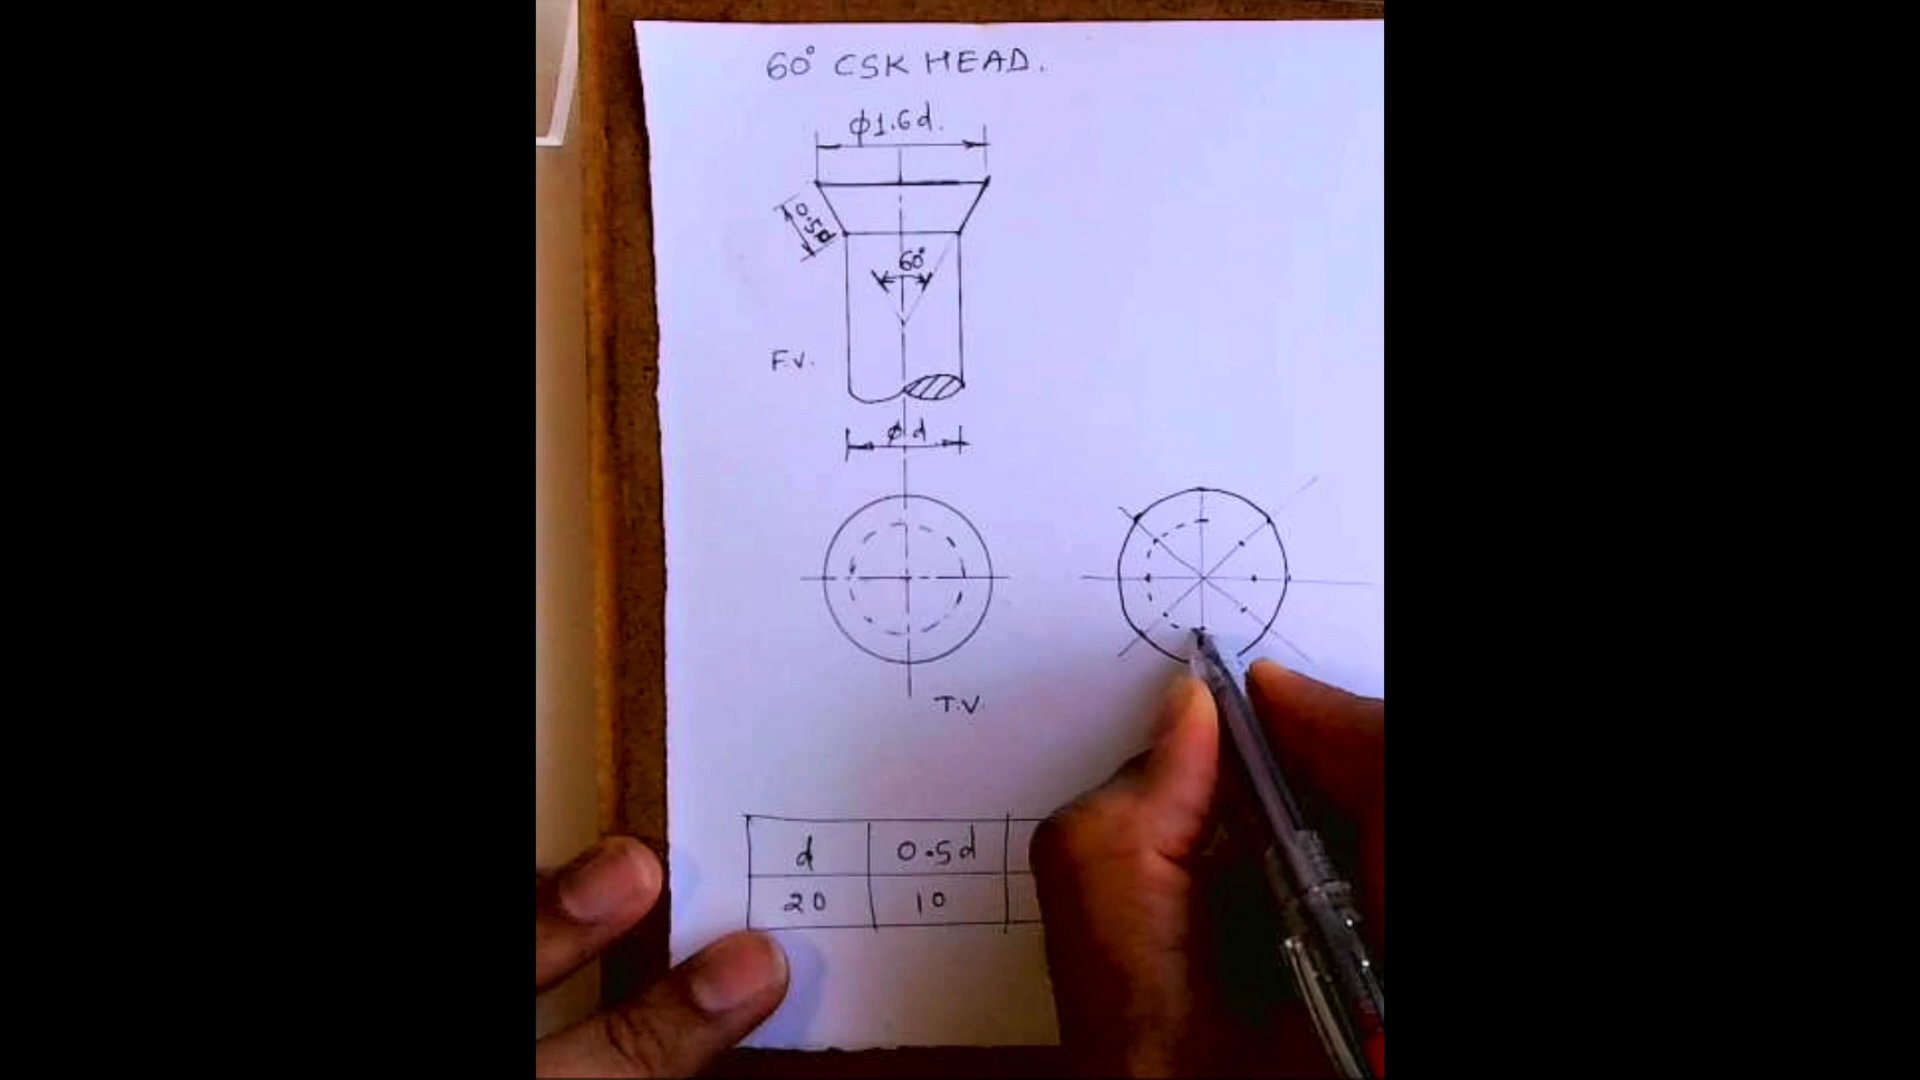 60° CSK HEAD.
φ1.6d.
0.5d
60°
F.V.
φd
T.V.
d 0.5d
20 10